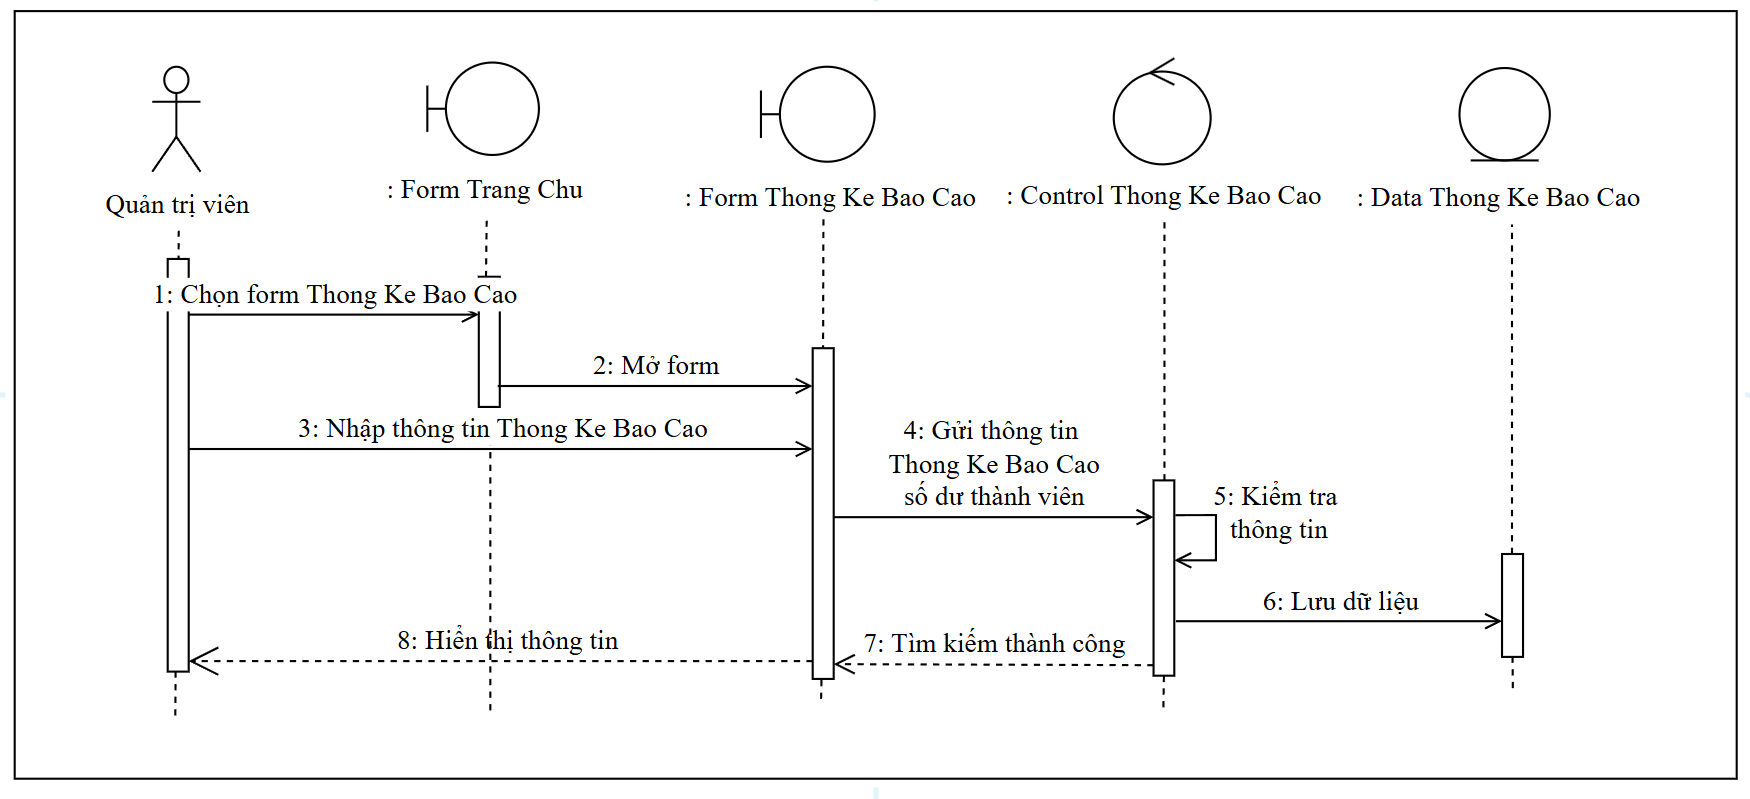 Quản trị viên
: Form Trang Chu
: Form Thong Ke Bao Cao
: Control Thong Ke Bao Cao
: Data Thong Ke Bao Cao
1: Chọn form Thong Ke Bao Cao
2: Mở form
3: Nhập thông tin Thong Ke Bao Cao
4: Gửi thông tin
Thong Ke Bao Cao
số dư thành viên
5: Kiểm tra
thông tin
6: Lưu dữ liệu
7: Tìm kiếm thành công
8: Hiển thị thông tin